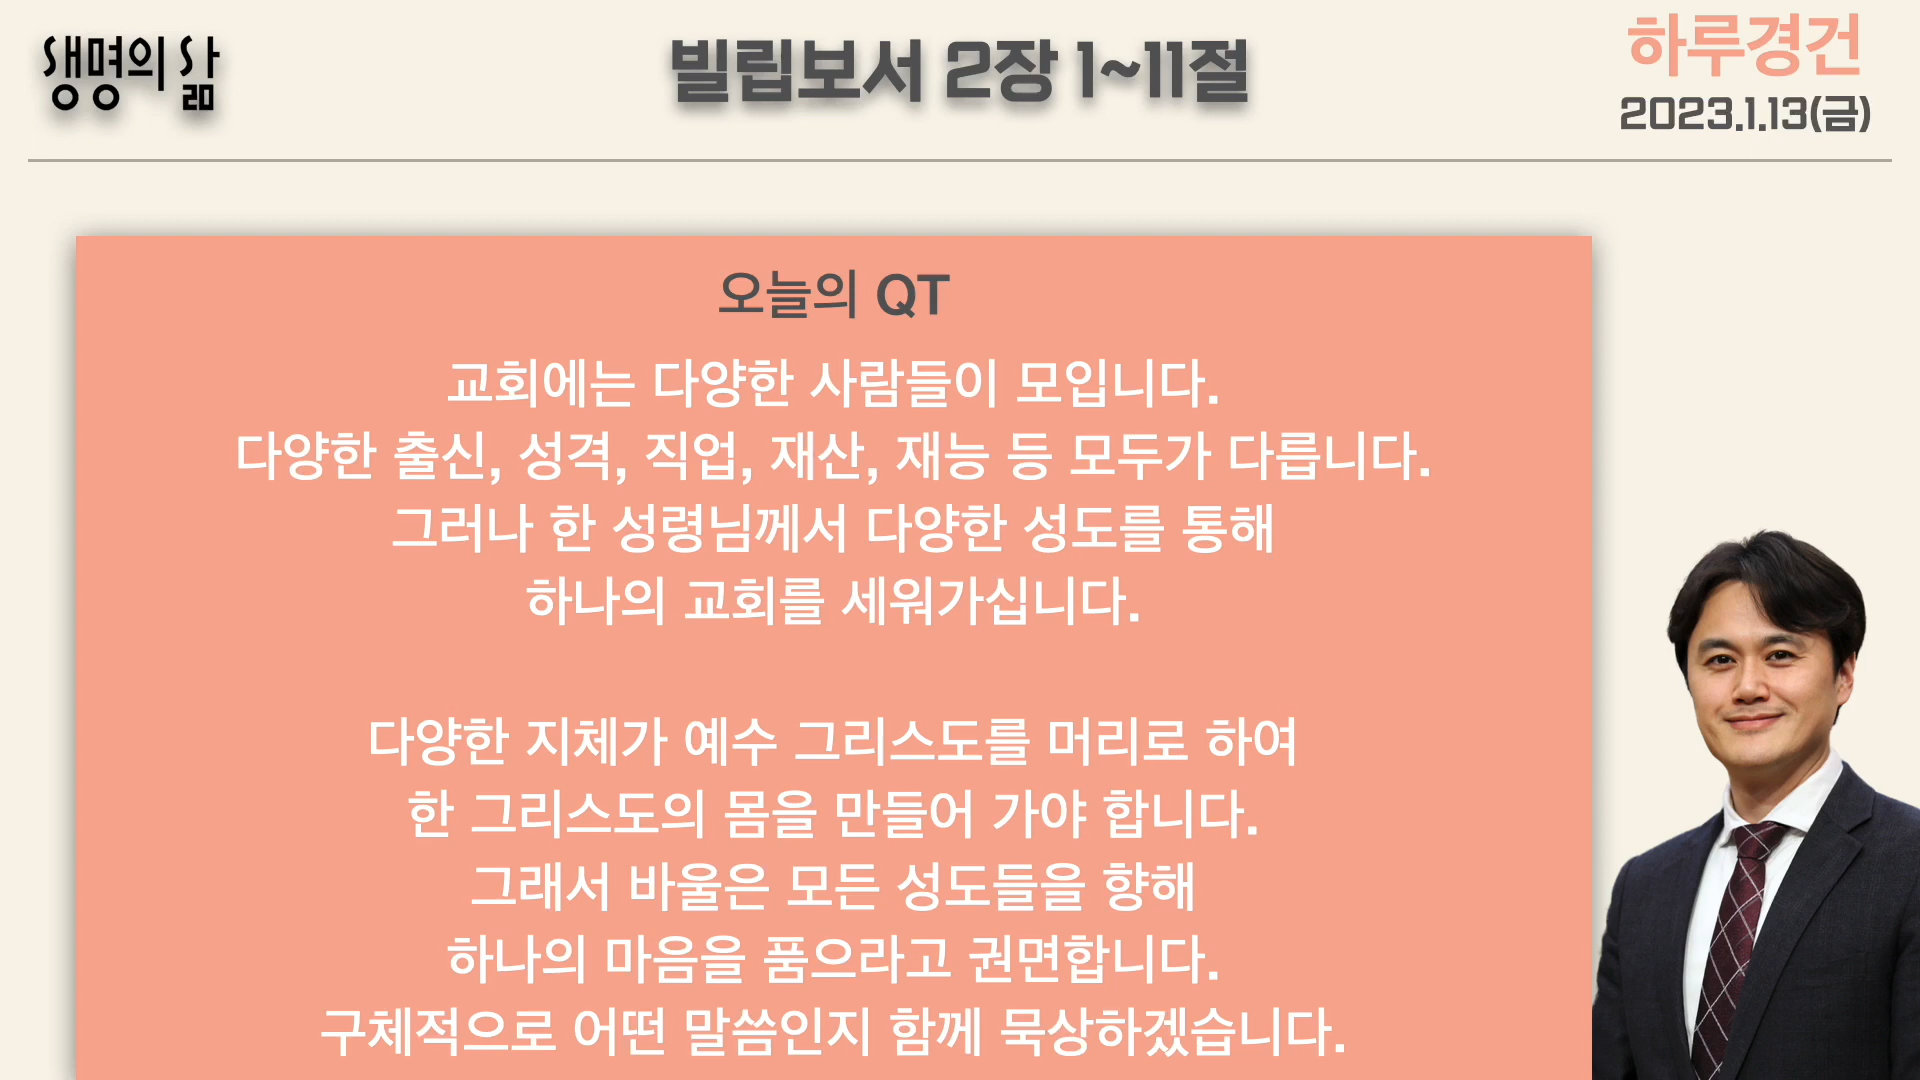 생명의 삶
빌립보서 2장 1~11절
하루경건
2023.1.13(금)
오늘의 QT
교회에는 다양한 사람들이 모입니다.
다양한 출신, 성격, 직업, 재산, 재능 등 모두가 다릅니다.
그러나 한 성령님께서 다양한 성도를 통해
하나의 교회를 세워가십니다.
다양한 지체가 예수 그리스도를 머리로 하여
한 그리스도의 몸을 만들어 가야 합니다.
그래서 바울은 모든 성도들을 향해
하나의 마음을 품으라고 권면합니다.
구체적으로 어떤 말씀인지 함께 묵상하겠습니다.